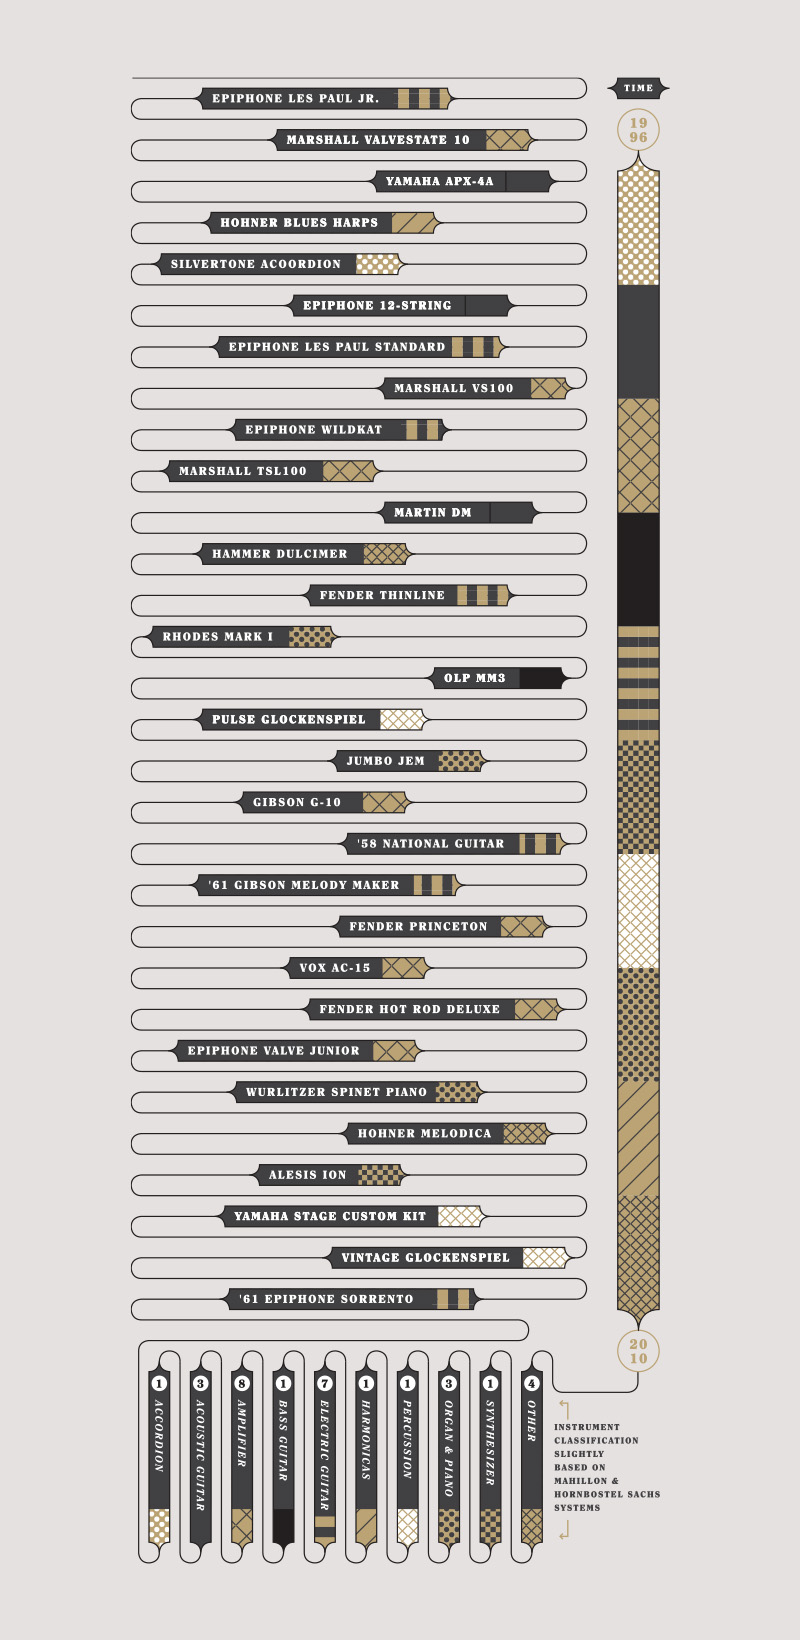 TIME
19
96
EPIPHONE LES PAUL JR.
MARSHALL VALVESTATE 10
YAMAHA APX-4A
HOHNER BLUES HARPS
SILVERTONE ACOORDION
EPIPHONE 12-STRING
EPIPHONE LES PAUL STANDARD
MARSHALL VS100
EPIPHONE WILDKAT
MARSHALL TSL100
MARTIN DM
HAMMER DULCIMER
FENDER THINLINE
RHODES MARK I
OLP MM3
PULSE GLOCKENSPIEL
JUMBO JEM
GIBSON G-10
'58 NATIONAL GUITAR
'61 GIBSON MELODY MAKER
FENDER PRINCETON
VOX AC-15
FENDER HOT ROD DELUXE
EPIPHONE VALVE JUNIOR
WURLITZER SPINET PIANO
HOHNER MELODICA
ALESIS ION
YAMAHA STAGE CUSTOM KIT
VINTAGE GLOCKENSPIEL
'61 EPIPHONE SORRENTO
20
10
1 ACCORDION
3 ACOUSTIC GUITAR
8 AMPLIFIER
1 BASS GUITAR
7 ELECTRIC GUITAR
1 HARMONICAS
1 PERCUSSION
3 ORGAN & PIANO
1 SYNTHESIZER
4 OTHER
INSTRUMENT
CLASSIFICATION
SLIGHTLY
BASED ON
MAHILLON &
HORNBOSTEL SACHS
SYSTEMS